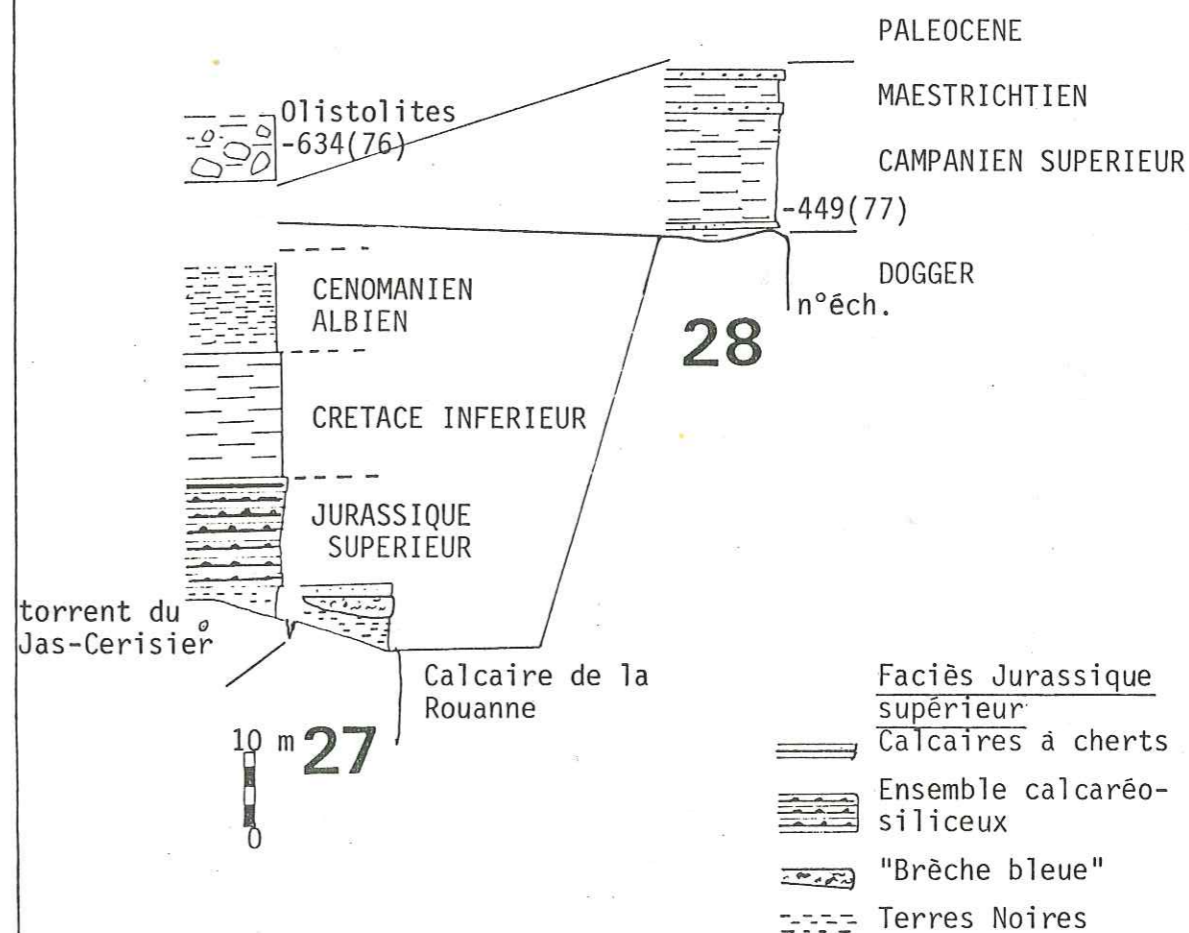 PALEOCENE
MAESTRICHTIEN
CAMPANIEN SUPERIEUR
-449(77)
DOGGER
n°éch.
28
Olistolites
-634(76)
CENOMANIEN
ALBIEN
CRETACE INFERIEUR
JURASSIQUE
SUPERIEUR
torrent du
Jas-Cerisier
Calcaire de la
Rouanne
10 m
0
27
Faciès Jurassique
supérieur
Calcaires à cherts
Ensemble calcaréo-
siliceux
"Brèche bleue"
Terres Noires